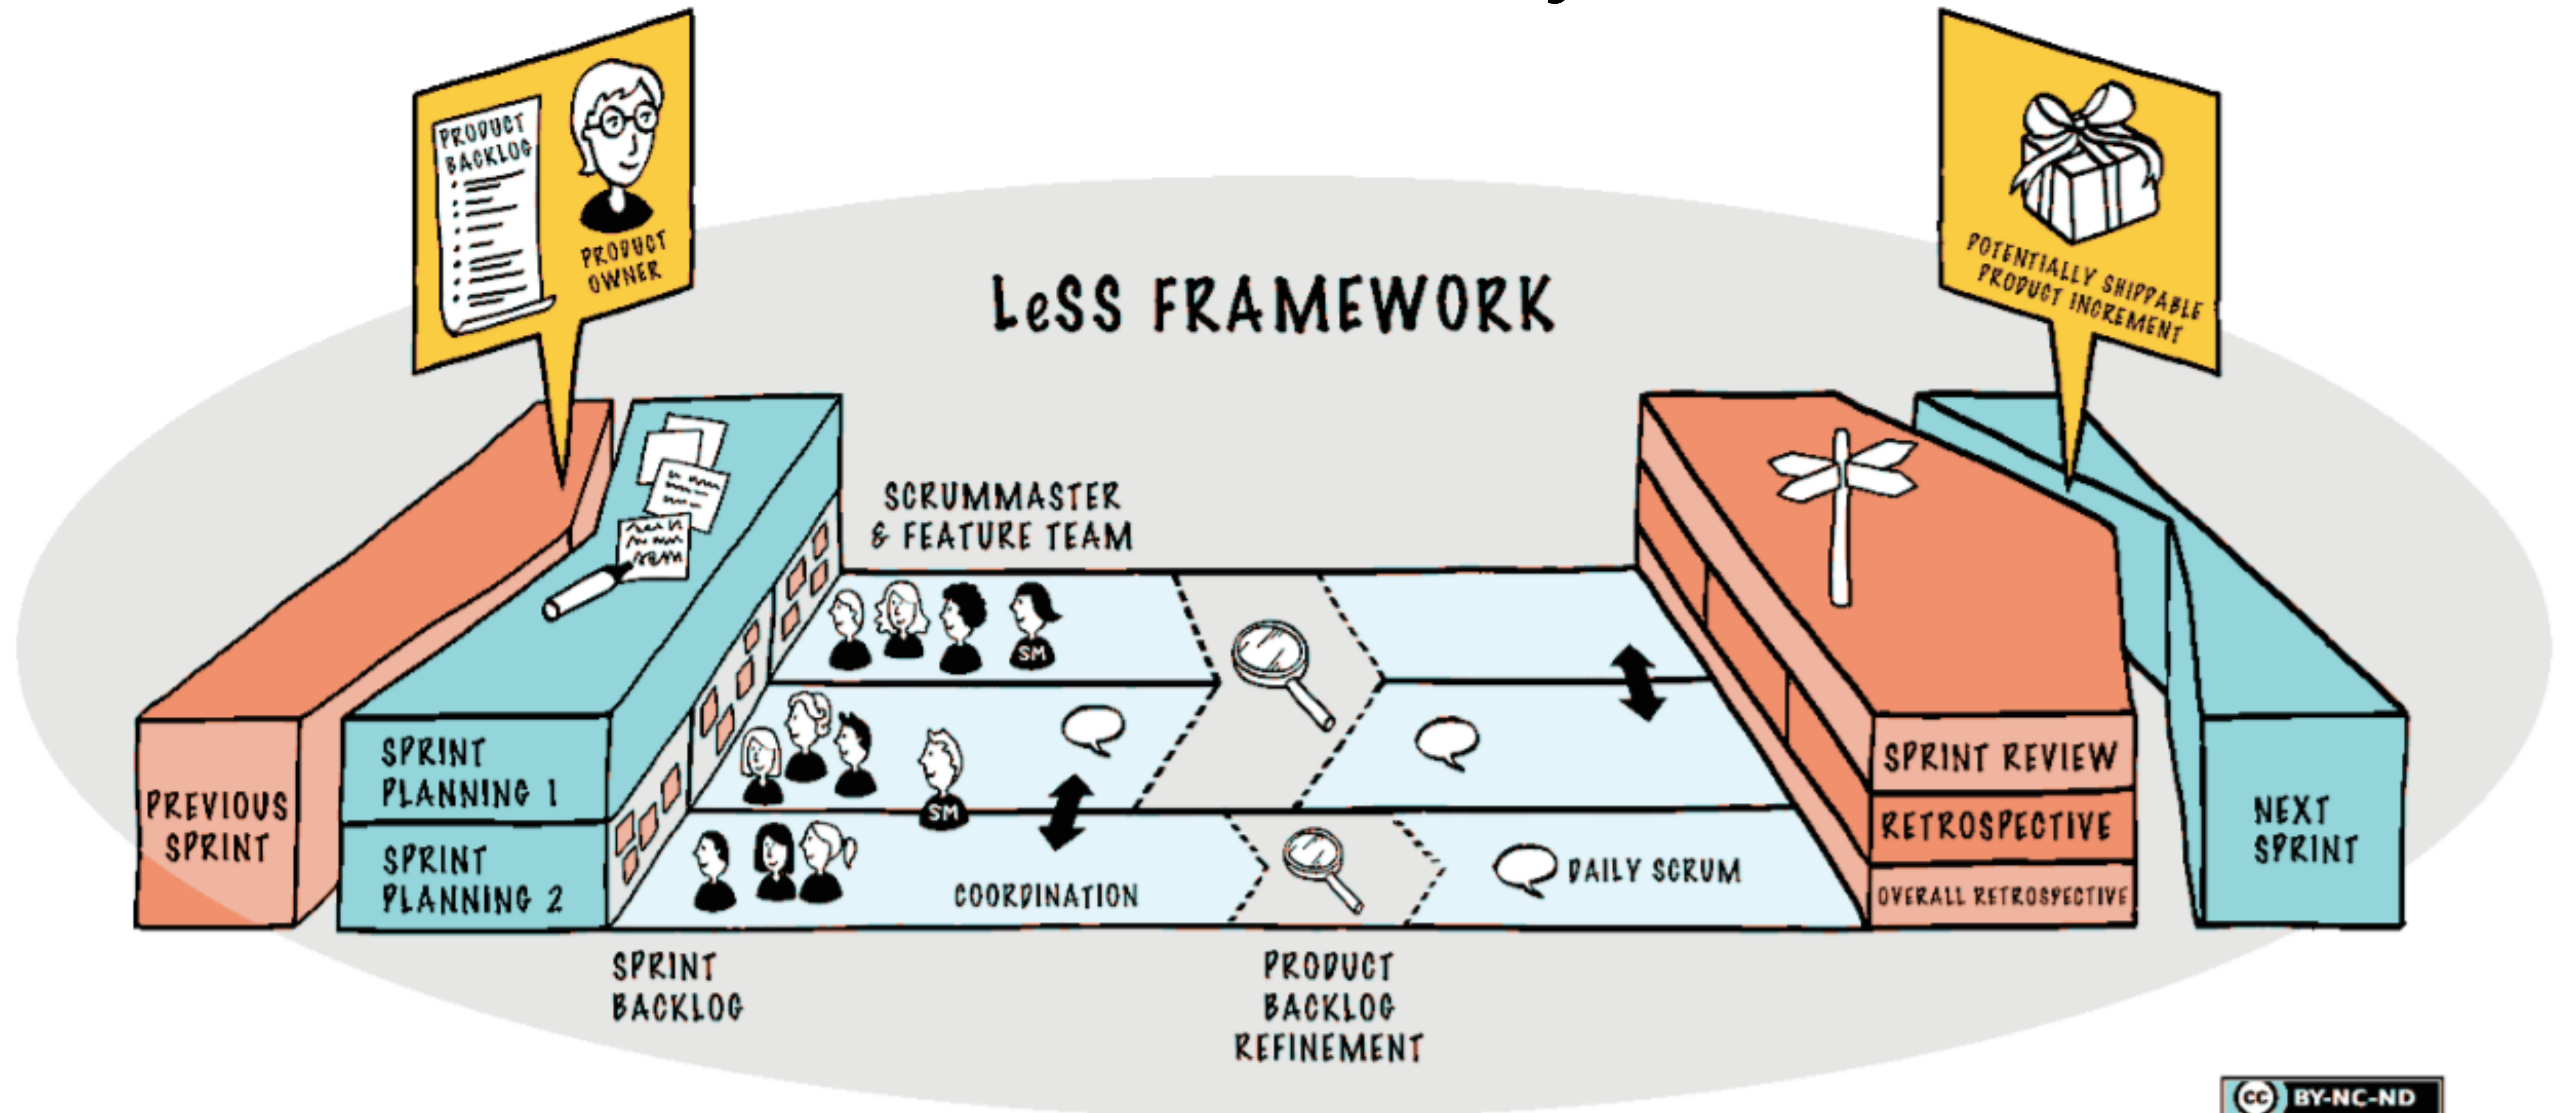 PRODUCT
BACKLOG
PRODUCT
OWNER
POTENTIALLY SHIPPABLE
PRODUCT INCREMENT
LeSS FRAMEWORK
SCRUMMASTER
& FEATURE TEAM
SM
SM
PREVIOUS
SPRINT
SPRINT
PLANNING 1
SPRINT
PLANNING 2
COORDINATION
DAILY SCRUM
SPRINT REVIEW
RETROSPECTIVE
OVERALL RETROSPECTIVE
NEXT
SPRINT
SPRINT
BACKLOG
PRODUCT
BACKLOG
REFINEMENT
cc BY-NC-ND